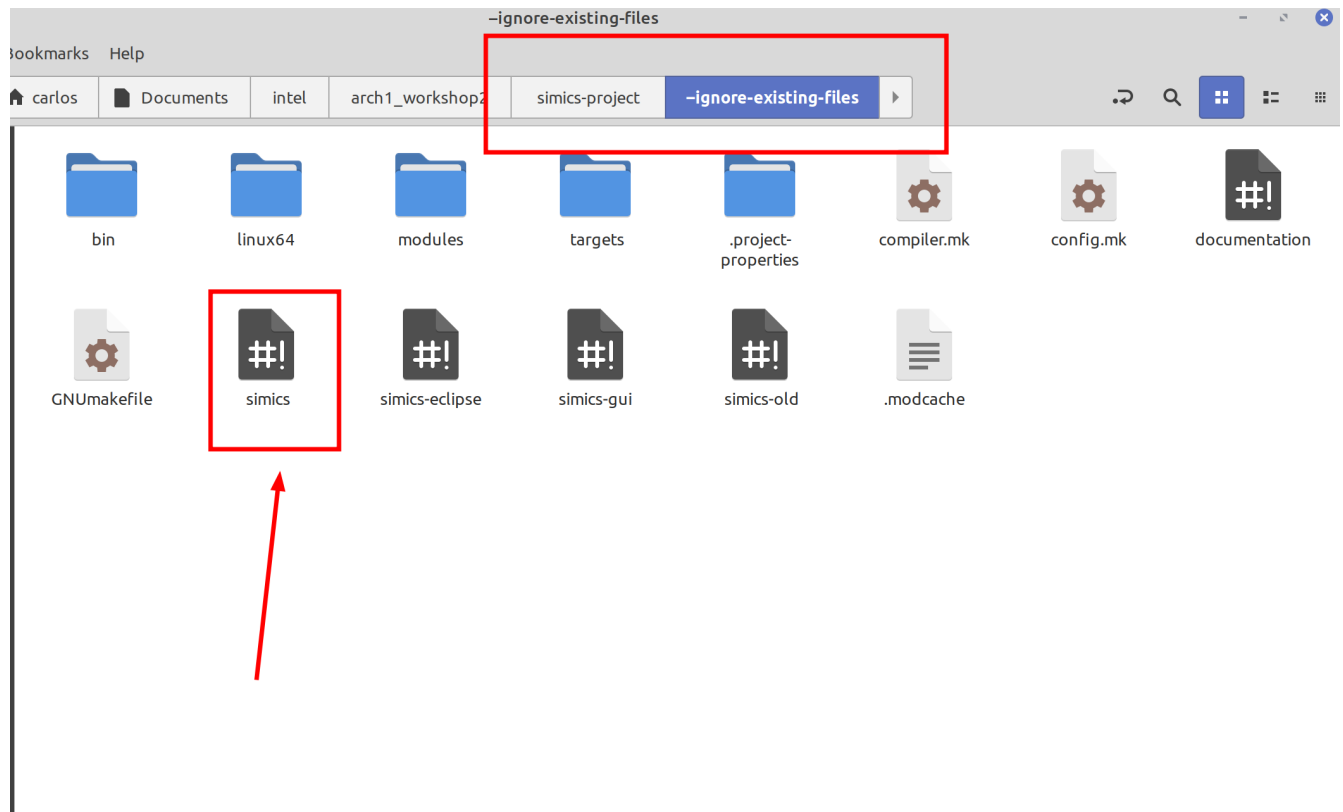 –ignore-existing-files
Bookmarks Help
carlos Documents intel arch1_workshop2 simics-project –ignore-existing-files
bin linux64 modules targets .project-properties compiler.mk config.mk documentation
GNUmakefile simics simics-eclipse simics-gui simics-old .modcache